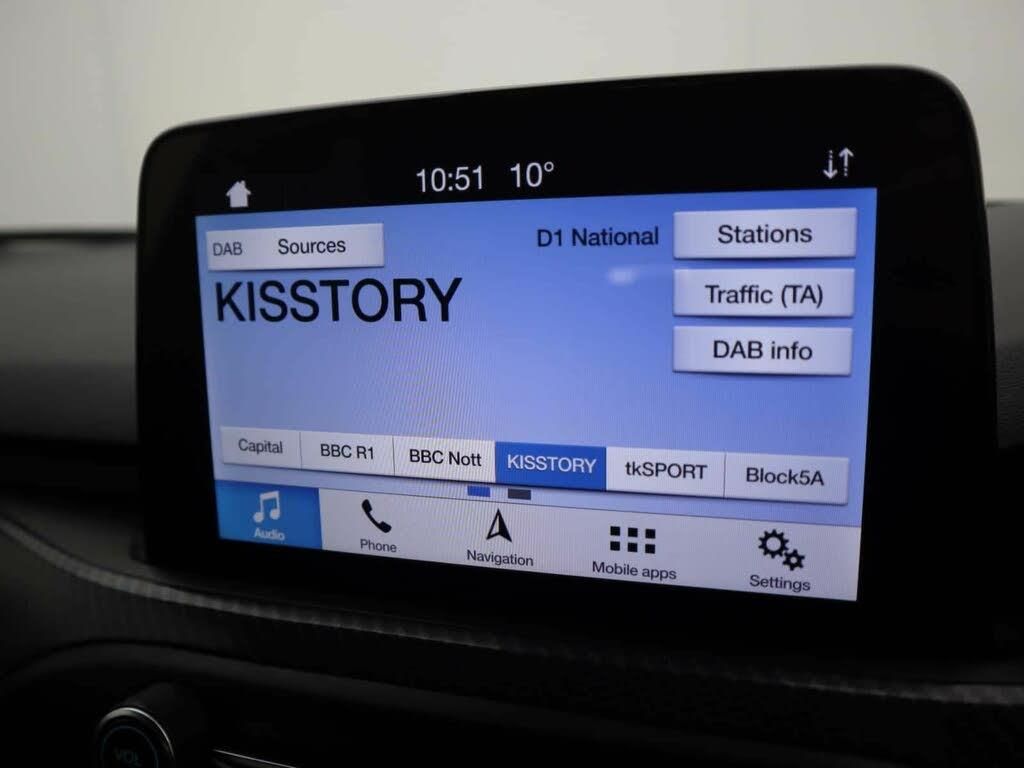 10:51 10°
DAB Sources
D1 National
Stations
KISSTORY
Traffic (TA)
DAB info
Capital
BBC R1
BBC Nott
KISSTORY
tkSPORT
Block5A
Audio
Phone
Navigation
Mobile apps
Settings
VOL